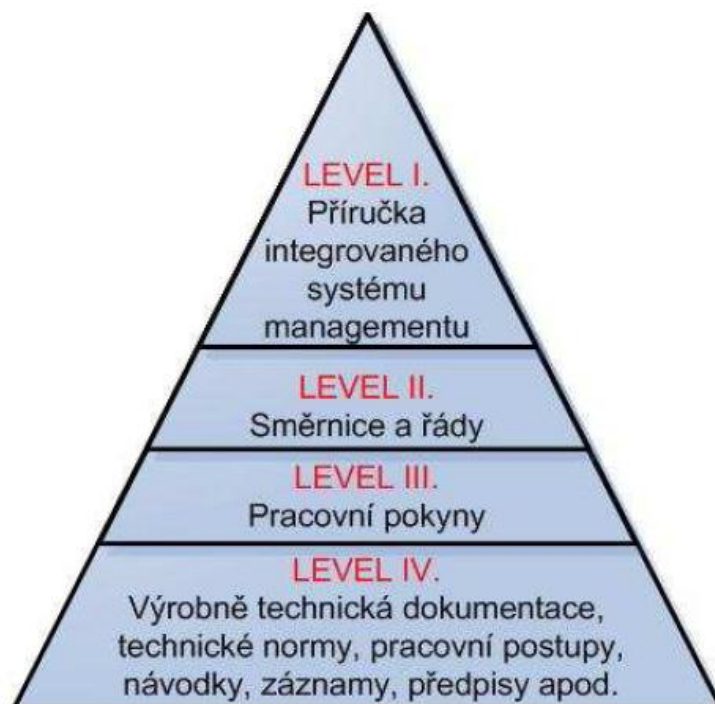 LEVEL I.
Příručka
integrovaného
systému
managementu
LEVEL II.
Směrnice a řády
LEVEL III.
Pracovní pokyny
LEVEL IV.
Výrobně technická dokumentace,
technické normy, pracovní postupy,
návodky, záznamy, předpisy apod.